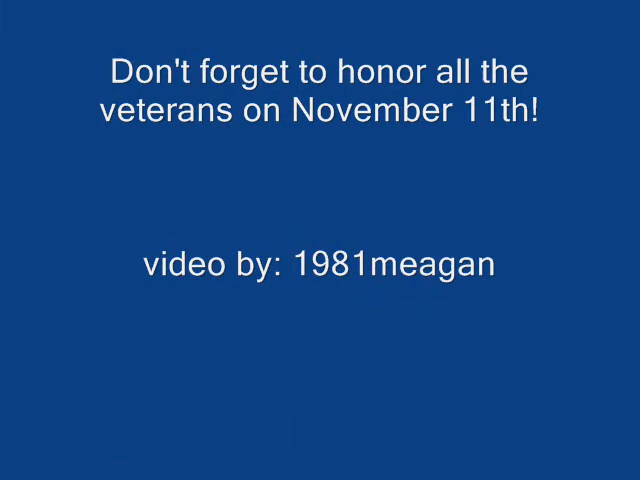 Don't forget to honor all the
veterans on November 11th!
video by: 1981meagan